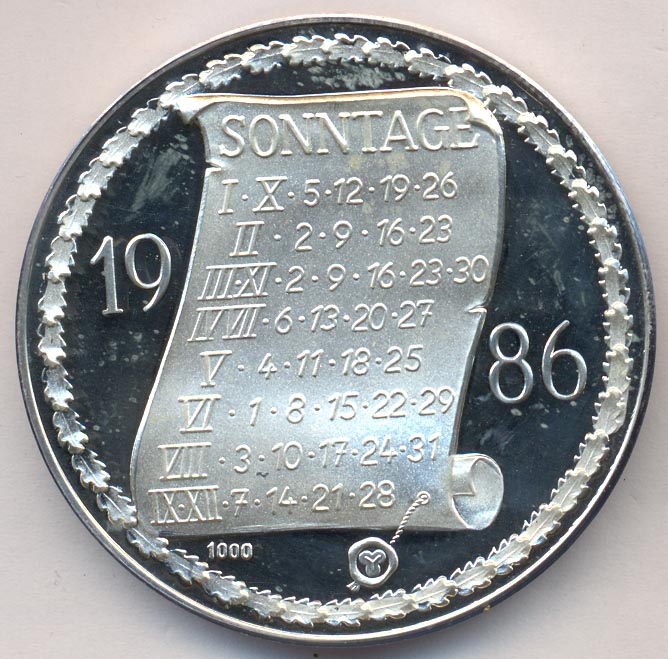 SONNTAGE
I·X·5·12·19·26
II·2·9·16·23
III·XI·2·9·16·23·30
IV·VII·6·13·20·27
V·4·11·18·25
VI·1·8·15·22·29
VIII·3·10·17·24·31
IX·XII·7·14·21·28
19
86
1000